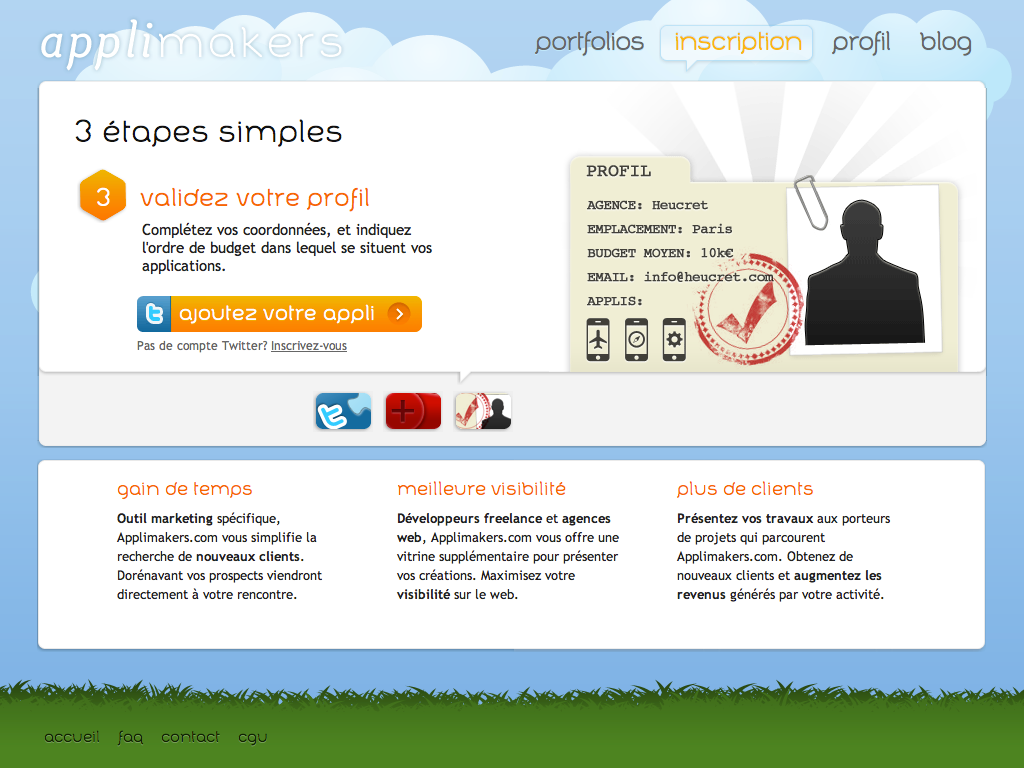 applimakers
portfolios inscription profil blog
3 étapes simples
3
validez votre profil
Complétez vos coordonnées, et indiquez
l'ordre de budget dans lequel se situent vos
applications.
ajoutez votre appli
Pas de compte Twitter? Inscrivez-vous
PROFIL
AGENCE: Heucret
EMPLACEMENT: Paris
BUDGET MOYEN: 10k€
EMAIL: info@heucret.com
APPLIS:
gain de temps
Outil marketing spécifique,
Applimakers.com vous simplifie la
recherche de nouveaux clients.
Dorénavant vos prospects viendront
directement à votre rencontre.
meilleure visibilité
Développeurs freelance et agences
web, Applimakers.com vous offre une
vitrine supplémentaire pour présenter
vos créations. Maximisez votre
visibilité sur le web.
plus de clients
Présentez vos travaux aux porteurs
de projets qui parcourent
Applimakers.com. Obtenez de
nouveaux clients et augmentez les
revenus générés par votre activité.
accueil faq contact cgu